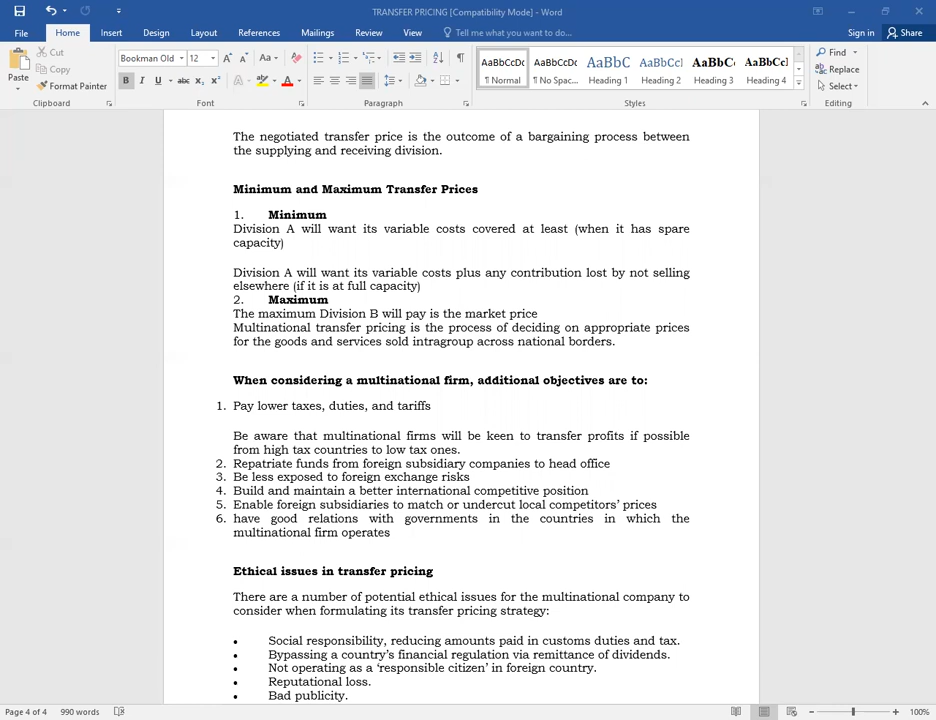 TRANSFER PRICING [Compatibility Mode] - Word
File Home Insert Design Layout References Mailings Review View Tell me what you want to do... Sign in Share
Paste Cut Copy Format Painter Clipboard
Bookman Old 12 Font
Paragraph
AaBbCcDc AaBbCcDc AaBbC AaBbCcI AaBbCc AaBbCc
¶ Normal ¶ No Spac... Heading 1 Heading 2 Heading 3 Heading 4 Styles
Find Replace Select Editing
The negotiated transfer price is the outcome of a bargaining process between
the supplying and receiving division.
Minimum and Maximum Transfer Prices
1. Minimum
Division A will want its variable costs covered at least (when it has spare
capacity)
Division A will want its variable costs plus any contribution lost by not selling
elsewhere (if it is at full capacity)
2. Maximum
The maximum Division B will pay is the market price
Multinational transfer pricing is the process of deciding on appropriate prices
for the goods and services sold intragroup across national borders.
When considering a multinational firm, additional objectives are to:
1. Pay lower taxes, duties, and tariffs
Be aware that multinational firms will be keen to transfer profits if possible
from high tax countries to low tax ones.
2. Repatriate funds from foreign subsidiary companies to head office
3. Be less exposed to foreign exchange risks
4. Build and maintain a better international competitive position
5. Enable foreign subsidiaries to match or undercut local competitors’ prices
6. have good relations with governments in the countries in which the
multinational firm operates
Ethical issues in transfer pricing
There are a number of potential ethical issues for the multinational company to
consider when formulating its transfer pricing strategy:
• Social responsibility, reducing amounts paid in customs duties and tax.
• Bypassing a country’s financial regulation via remittance of dividends.
• Not operating as a ‘responsible citizen’ in foreign country.
• Reputational loss.
• Bad publicity.
Page 4 of 4 990 words 100%